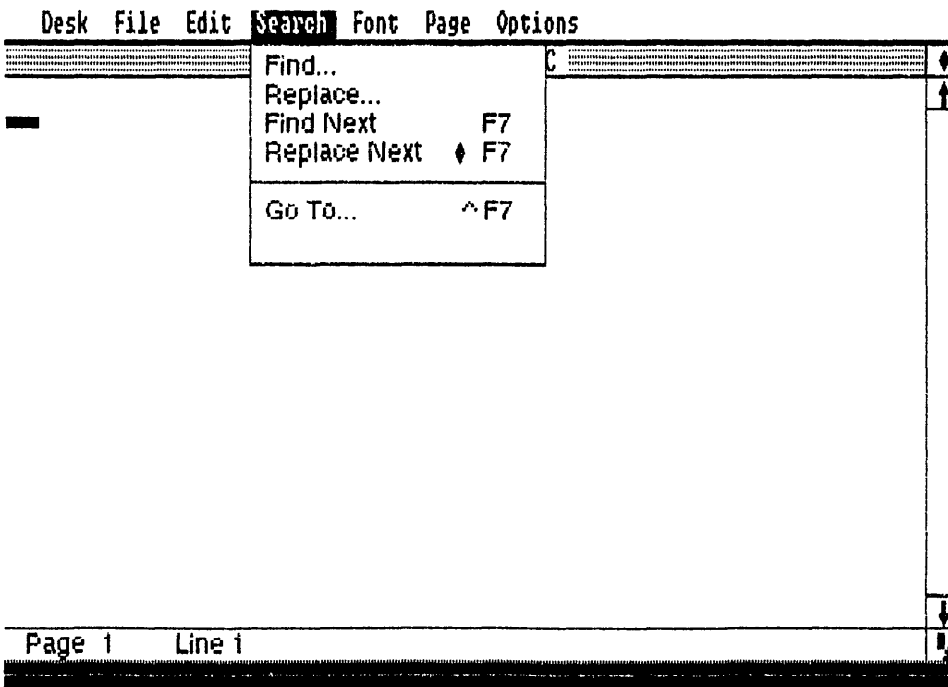 Desk File Edit Search Font Page Options
C
Find...
Replace...
Find Next F7
Replace Next ♦ F7
Go To... ^F7
Page 1 Line 1